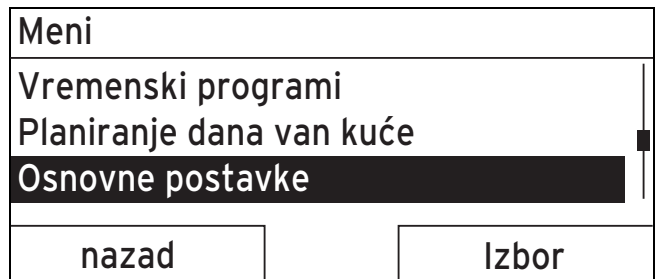 Meni
Vremenski programi
Planiranje dana van kuće
Osnovne postavke
nazad Izbor